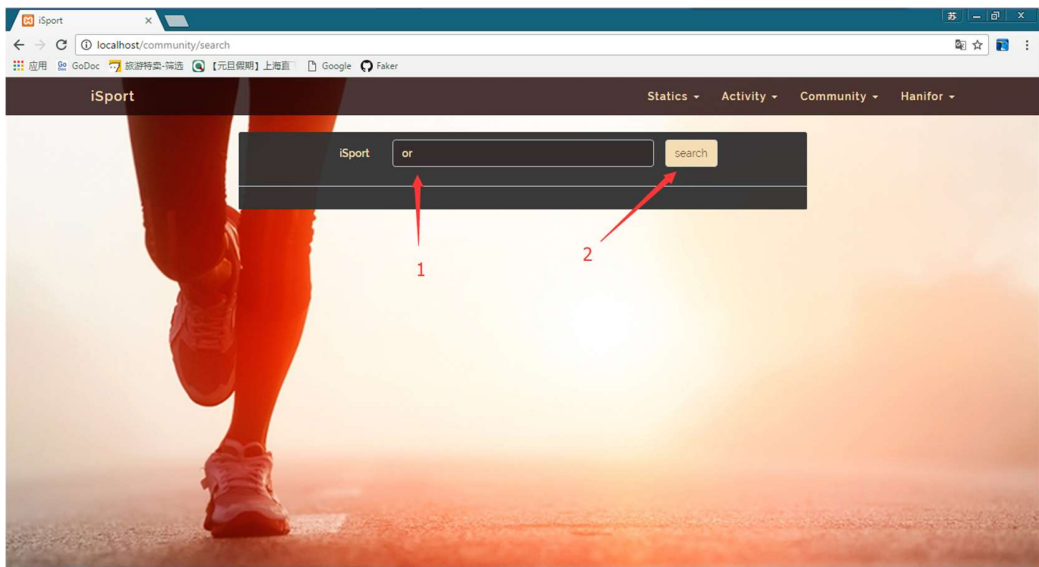 iSport
苏
localhost/community/search
应用 GoDoc 旅游特卖-筛选 【元旦假期】上海直 Google Faker
iSport Statics Activity Community Hanifor
iSport or search
1
2